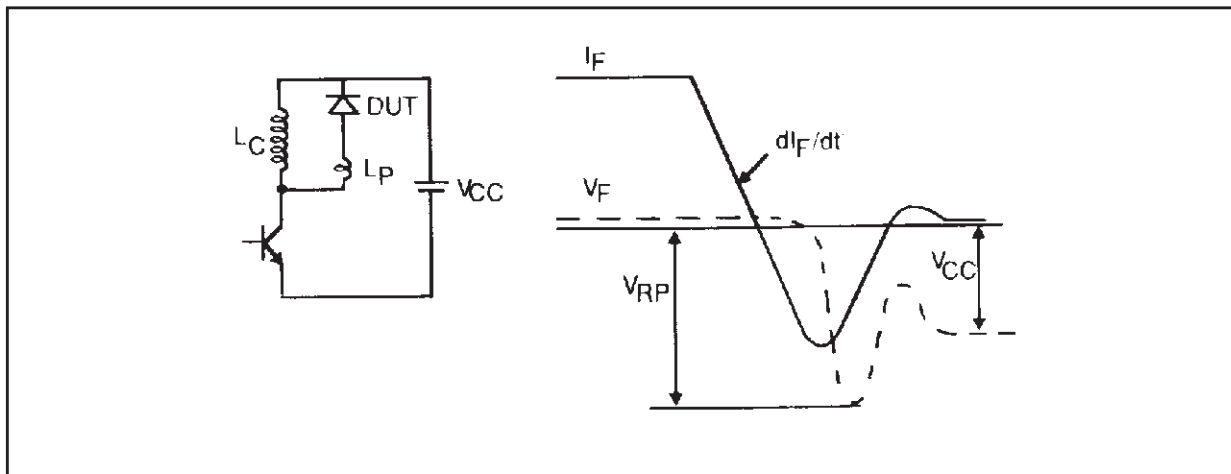 DUT
LC
LP
VCC
IF
dIF/dt
VF
VRP
VCC